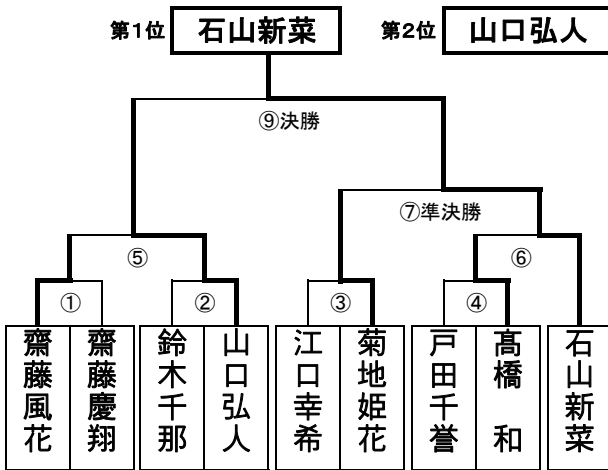 第1位 石山新菜 第2位 山口弘人
⑨決勝
⑦準決勝
⑤ ⑥
① ② ③ ④
齋藤風花
齋藤慶翔
鈴木千那
山口弘人
江口幸希
菊地姫花
戸田千誉
髙橋 和
石山新菜